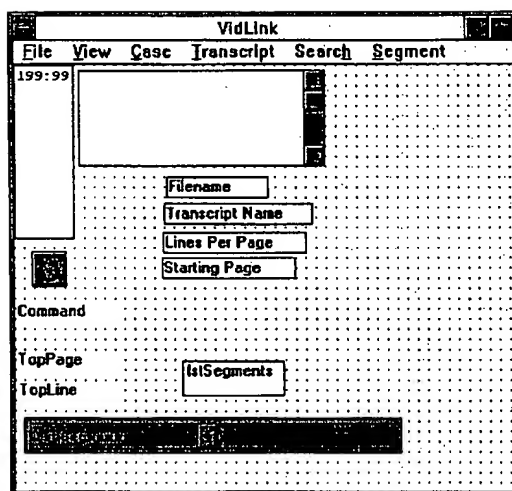 VidLink
File View Case Transcript Search Segment
199:99
Filename
Transcript Name
Lines Per Page
Starting Page
Command
TopPage
lstSegments
TopLine